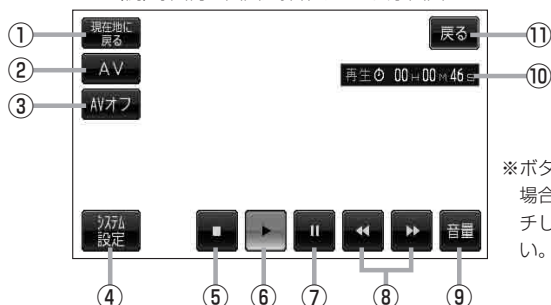 ① 現在地に
戻る
戻る ⑪
② AV
再生 00H00M46S ⑩
③ AVオフ
※ボタ
場合
チし
い。
システム
設定
音量
④ ⑤ ⑥ ⑦ ⑧ ⑨